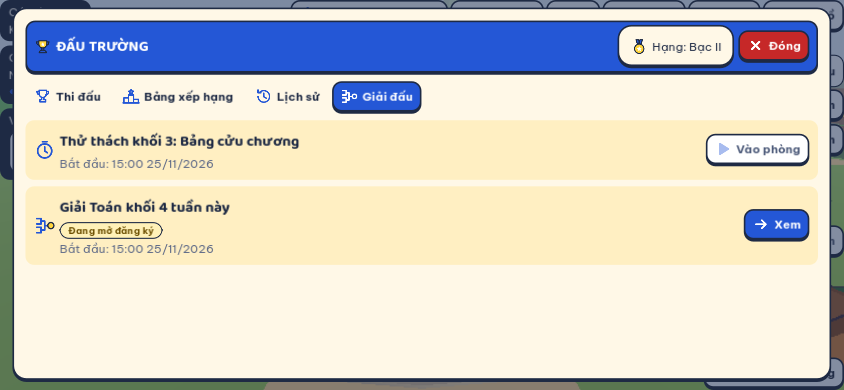 ĐẤU TRƯỜNG
Hạng: Bạc II
Đóng
Thi đấu
Bảng xếp hạng
Lịch sử
Giải đấu
Thử thách khối 3: Bảng cửu chương
Bắt đầu: 15:00 25/11/2026
Vào phòng
Giải Toán khối 4 tuần này
Đang mở đăng ký
Bắt đầu: 15:00 25/11/2026
Xem